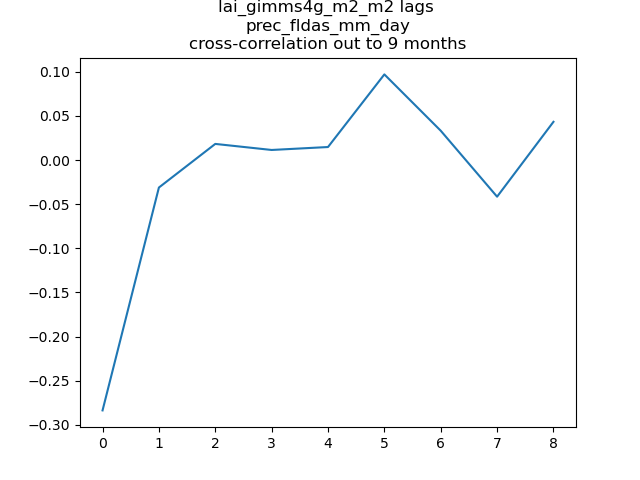 lai_gimms4g_m2_m2 lags
prec_fldas_mm_day
cross-correlation out to 9 months
0.10
0.05
0.00
−0.05
−0.10
−0.15
−0.20
−0.25
−0.30
0 1 2 3 4 5 6 7 8